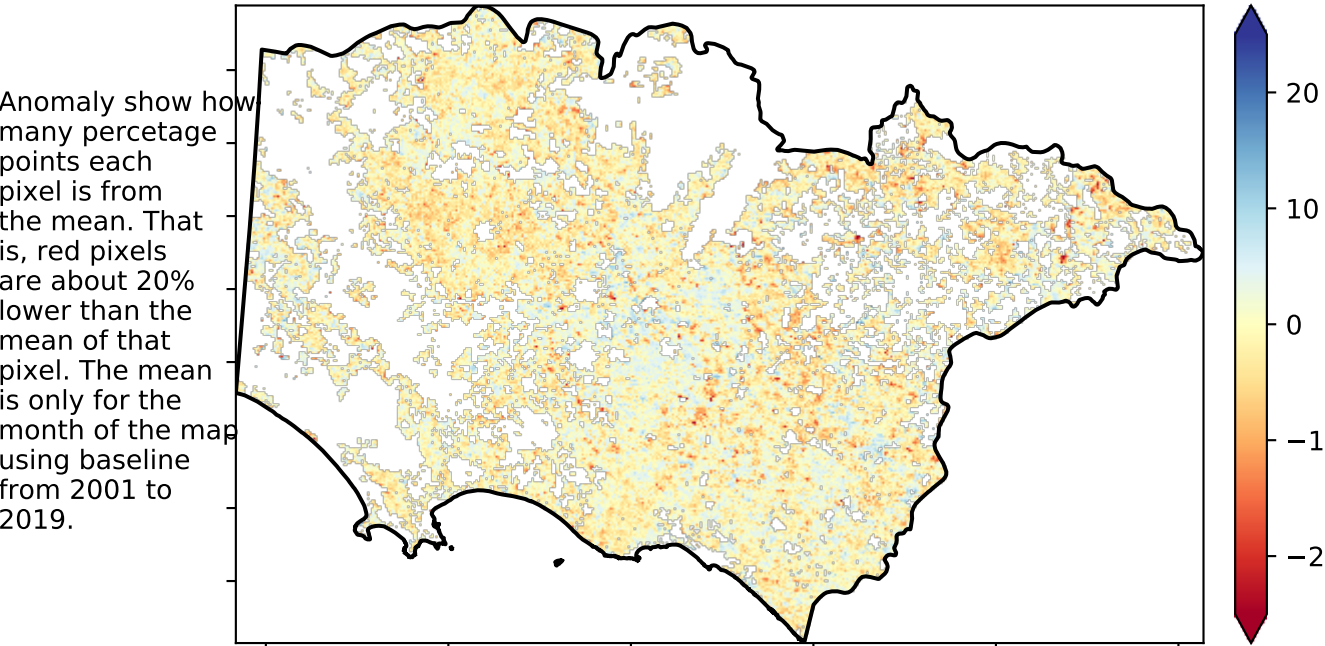 Anomaly show how
many percetage
points each
pixel is from
the mean. That
is, red pixels
are about 20%
lower than the
mean of that
pixel. The mean
is only for the
month of the map
using baseline
from 2001 to
2019.
20
10
0
−1
−2